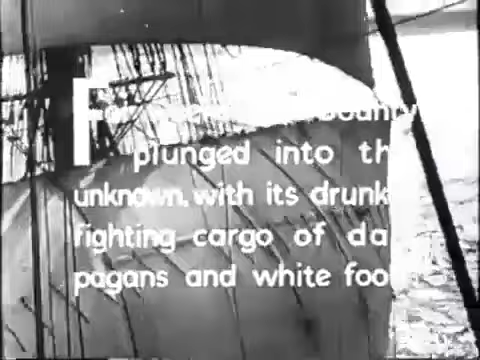 F
bounty
plunged into th
unknown, with its drunk
fighting cargo of da
pagans and white foo